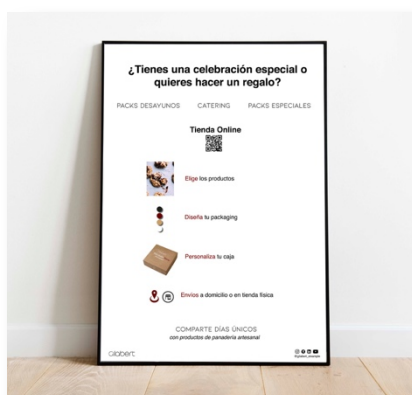 ¿Tienes una celebración especial o
quieres hacer un regalo?
PACKS DESAYUNOS CATERING PACKS ESPECIALES
Tienda Online
Elige los productos
Diseña tu packaging
Personaliza tu caja
Envíos a domicilio o en tienda física
COMPARTE DÍAS ÚNICOS
con productos de panadería artesanal
Gilabert